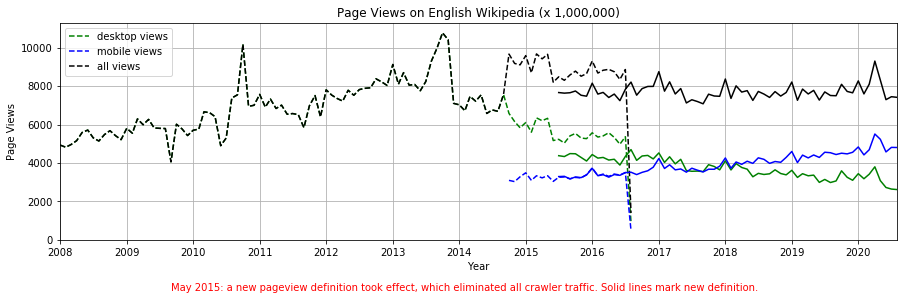 Page Views on English Wikipedia (x 1,000,000)
desktop views
mobile views
all views
10000
8000
6000
4000
2000
0
Page Views
2008 2009 2010 2011 2012 2013 2014 2015 2016 2017 2018 2019 2020
Year
May 2015: a new pageview definition took effect, which eliminated all crawler traffic. Solid lines mark new definition.